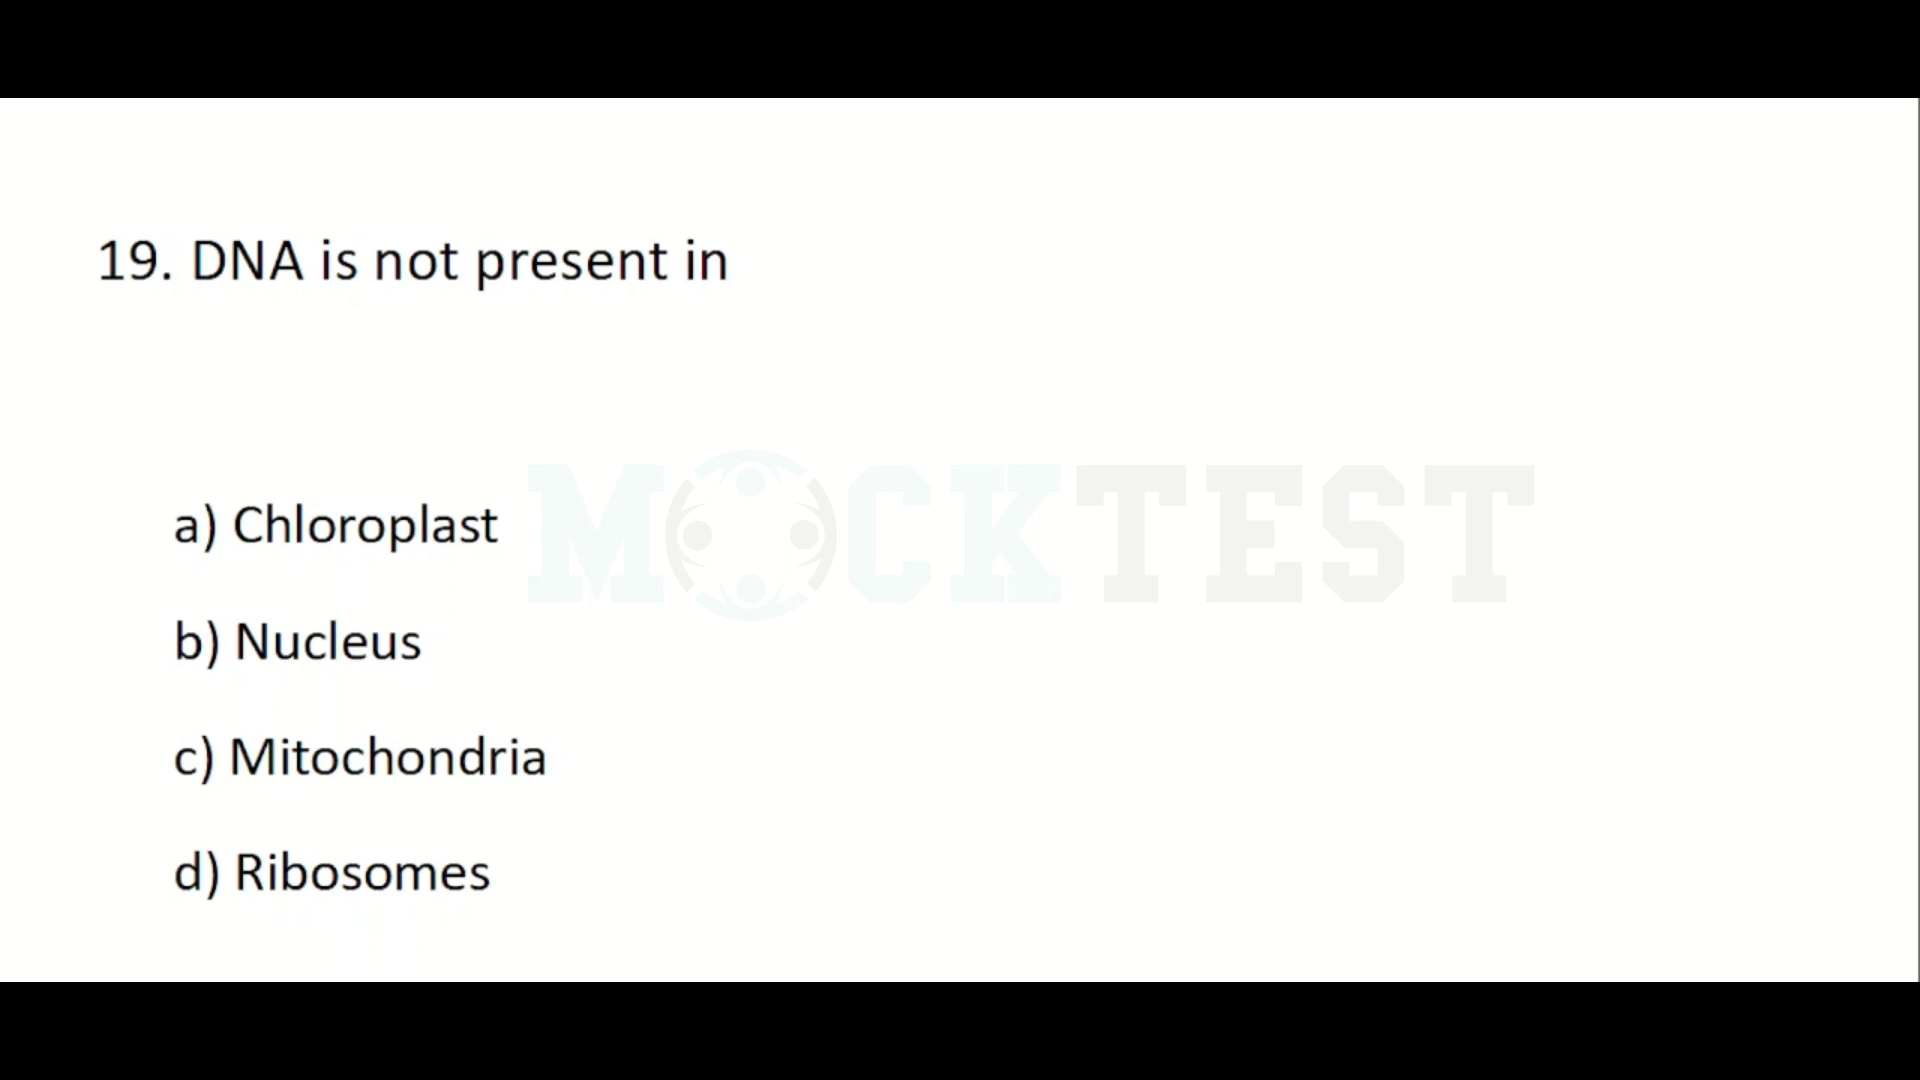 19. DNA is not present in
MOCKTEST
a) Chloroplast
b) Nucleus
c) Mitochondria
d) Ribosomes